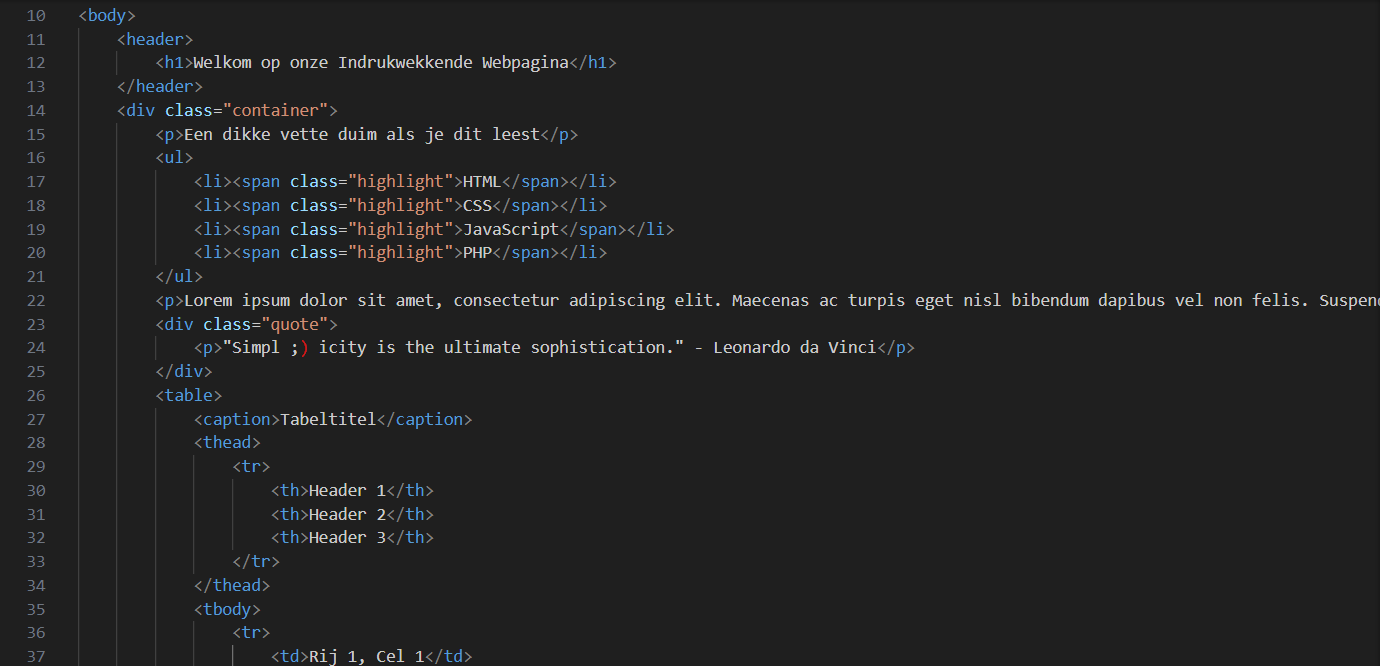 10 <body>
11 <header>
12 <h1>Welkom op onze Indrukwekkende Webpagina</h1>
13 </header>
14 <div class="container">
15 <p>Een dikke vette duim als je dit leest</p>
16 <ul>
17 <li><span class="highlight">HTML</span></li>
18 <li><span class="highlight">CSS</span></li>
19 <li><span class="highlight">JavaScript</span></li>
20 <li><span class="highlight">PHP</span></li>
21 </ul>
22 <p>Lorem ipsum dolor sit amet, consectetur adipiscing elit. Maecenas ac turpis eget nisl bibendum dapibus vel non felis. Suspen
23 <div class="quote">
24 <p>"Simpl ;) icity is the ultimate sophistication." - Leonardo da Vinci</p>
25 </div>
26 <table>
27 <caption>Tabeltitel</caption>
28 <thead>
29 <tr>
30 <th>Header 1</th>
31 <th>Header 2</th>
32 <th>Header 3</th>
33 </tr>
34 </thead>
35 <tbody>
36 <tr>
37 <td>Rij 1, Cel 1</td>